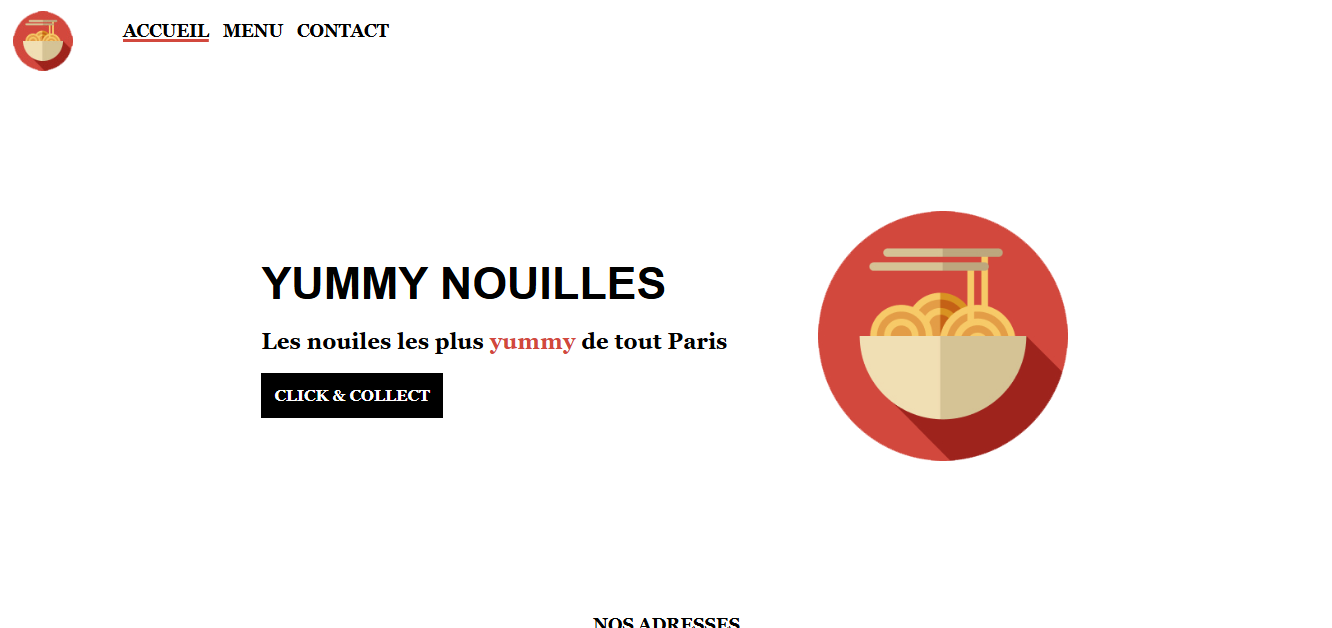 ACCUEIL MENU CONTACT
YUMMY NOUILLES
Les nouiles les plus yummy de tout Paris
CLICK & COLLECT
NOS ADRESSES